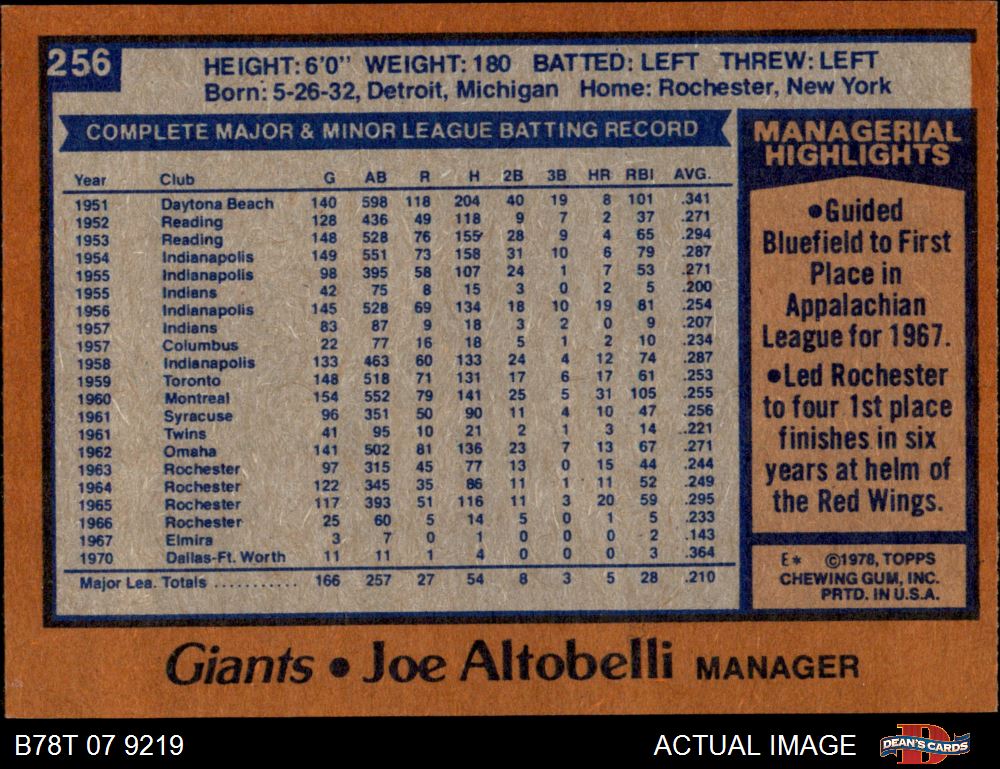 256
HEIGHT: 6'0" WEIGHT: 180 BATTED: LEFT THREW: LEFT
Born: 5-26-32, Detroit, Michigan Home: Rochester, New York
COMPLETE MAJOR & MINOR LEAGUE BATTING RECORD
Year Club G AB R H 2B 3B HR RBI AVG.
1951 Daytona Beach 140 598 118 204 40 19 8 101 .341
1952 Reading 128 436 49 118 9 7 2 37 .271
1953 Reading 148 528 76 155 28 9 4 65 .294
1954 Indianapolis 149 551 73 158 31 10 6 79 .287
1955 Indianapolis 98 395 58 107 24 1 7 53 .271
1955 Indians 42 75 8 15 3 0 2 5 .200
1956 Indianapolis 145 528 69 134 18 10 19 81 .254
1957 Indians 83 87 9 18 3 2 0 9 .207
1957 Columbus 22 77 16 18 5 1 2 10 .234
1958 Indianapolis 133 463 60 133 24 4 12 74 .287
1959 Toronto 148 518 71 131 17 6 17 61 .253
1960 Montreal 154 552 79 141 25 5 31 105 .255
1961 Syracuse 96 351 50 90 11 4 10 47 .256
1961 Twins 41 95 10 21 2 1 3 14 .221
1962 Omaha 141 502 81 136 23 7 13 67 .271
1963 Rochester 97 315 45 77 13 0 15 44 .244
1964 Rochester 122 345 35 86 11 1 11 52 .249
1965 Rochester 117 393 51 116 11 3 20 59 .295
1966 Rochester 25 60 5 14 5 0 1 5 .233
1967 Elmira 3 7 0 1 0 0 0 2 .143
1970 Dallas-Ft. Worth 11 11 1 4 0 0 0 3 .364
Major Lea. Totals ........... 166 257 27 54 8 3 5 28 .210
MANAGERIAL
HIGHLIGHTS
●Guided
Bluefield to First
Place in
Appalachian
League for 1967.
●Led Rochester
to four 1st place
finishes in six
years at helm of
the Red Wings.
E* ©1978, TOPPS
CHEWING GUM, INC.
PRTD. IN U.S.A.
Giants • Joe Altobelli MANAGER
B78T 07 9219
ACTUAL IMAGE
D
DEAN'S CARDS